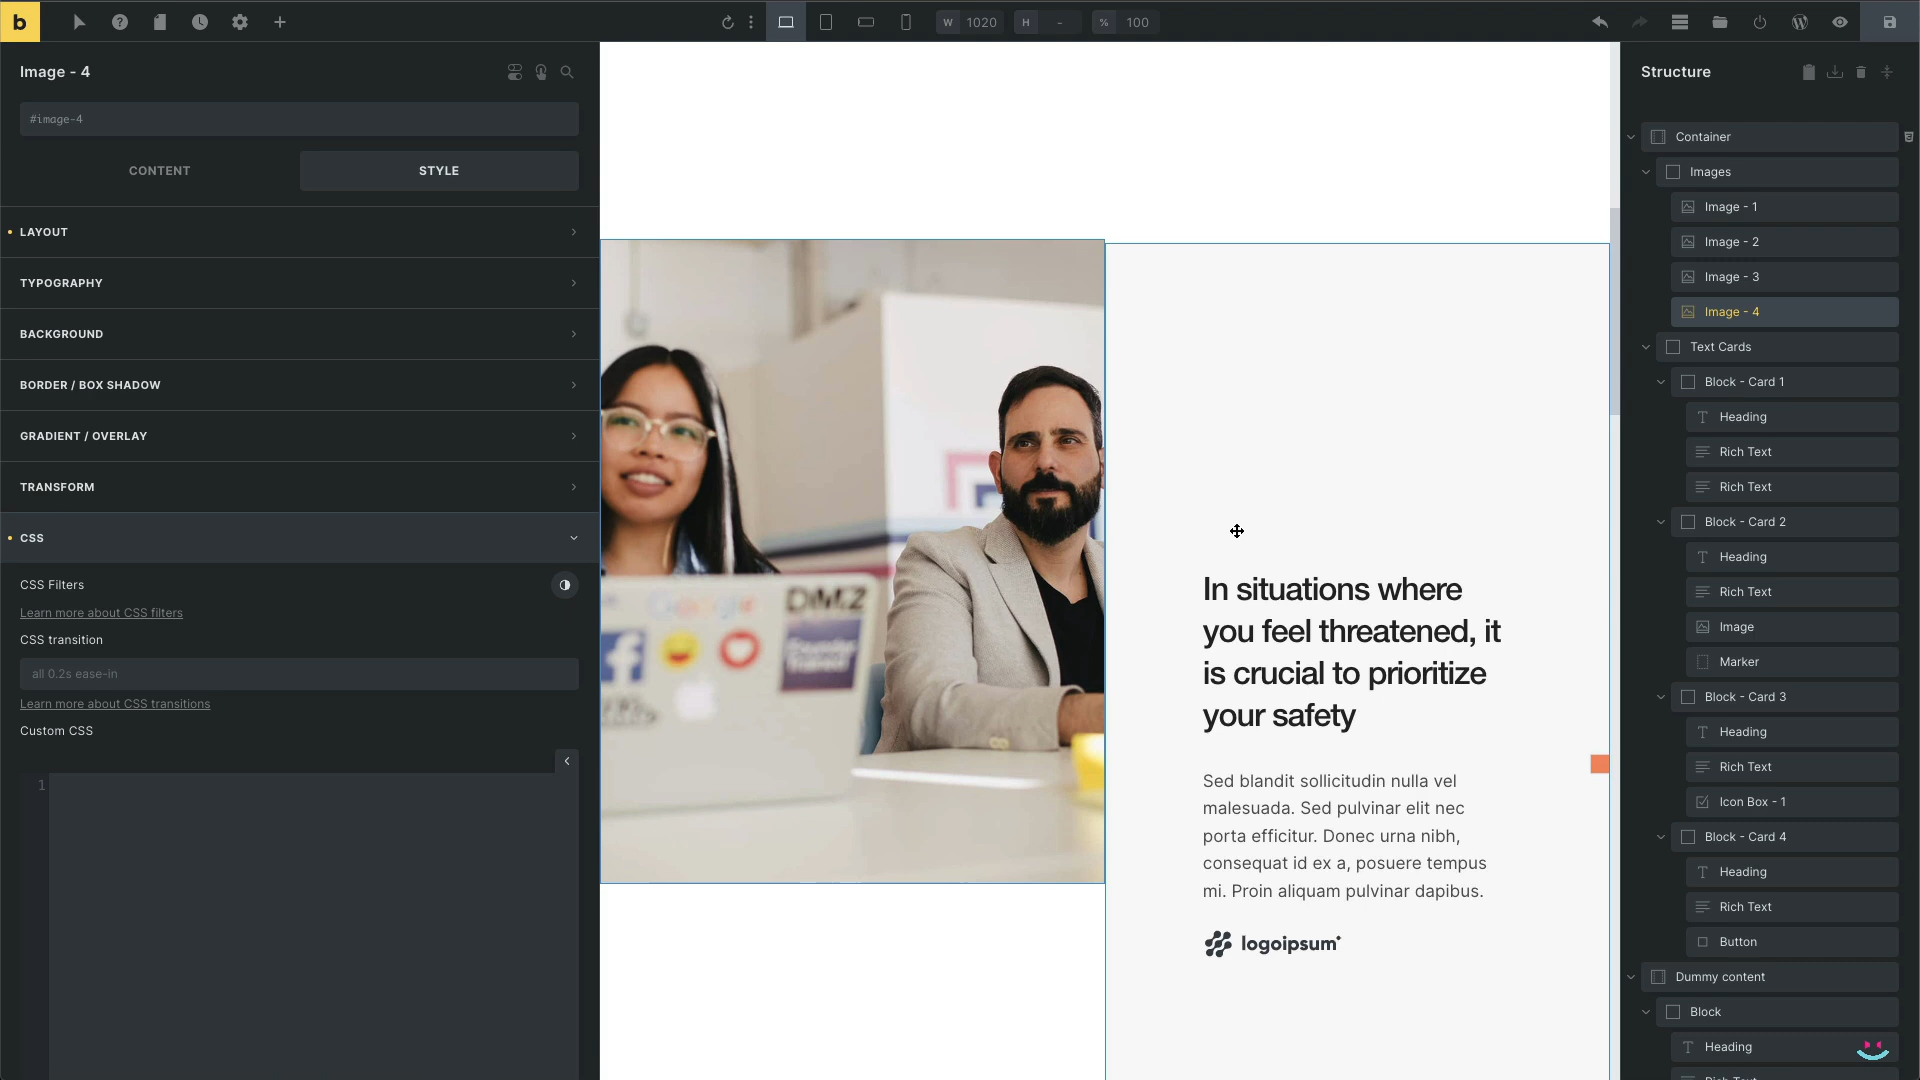 b
W 1020
H -
% 100
Image - 4
#image-4
CONTENT
STYLE
LAYOUT
TYPOGRAPHY
BACKGROUND
BORDER / BOX SHADOW
GRADIENT / OVERLAY
TRANSFORM
CSS
CSS Filters
Learn more about CSS filters
CSS transition
all 0.2s ease-in
Learn more about CSS transitions
Custom CSS
1
Google
DMZ
In situations where
you feel threatened, it
is crucial to prioritize
your safety
Sed blandit sollicitudin nulla vel
malesuada. Sed pulvinar elit nec
porta efficitur. Donec urna nibh,
consequat id ex a, posuere tempus
mi. Proin aliquam pulvinar dapibus.
logoipsum
Structure
Container
Images
Image - 1
Image - 2
Image - 3
Image - 4
Text Cards
Block - Card 1
Heading
Rich Text
Rich Text
Block - Card 2
Heading
Rich Text
Image
Marker
Block - Card 3
Heading
Rich Text
Icon Box - 1
Block - Card 4
Heading
Rich Text
Button
Dummy content
Block
Heading